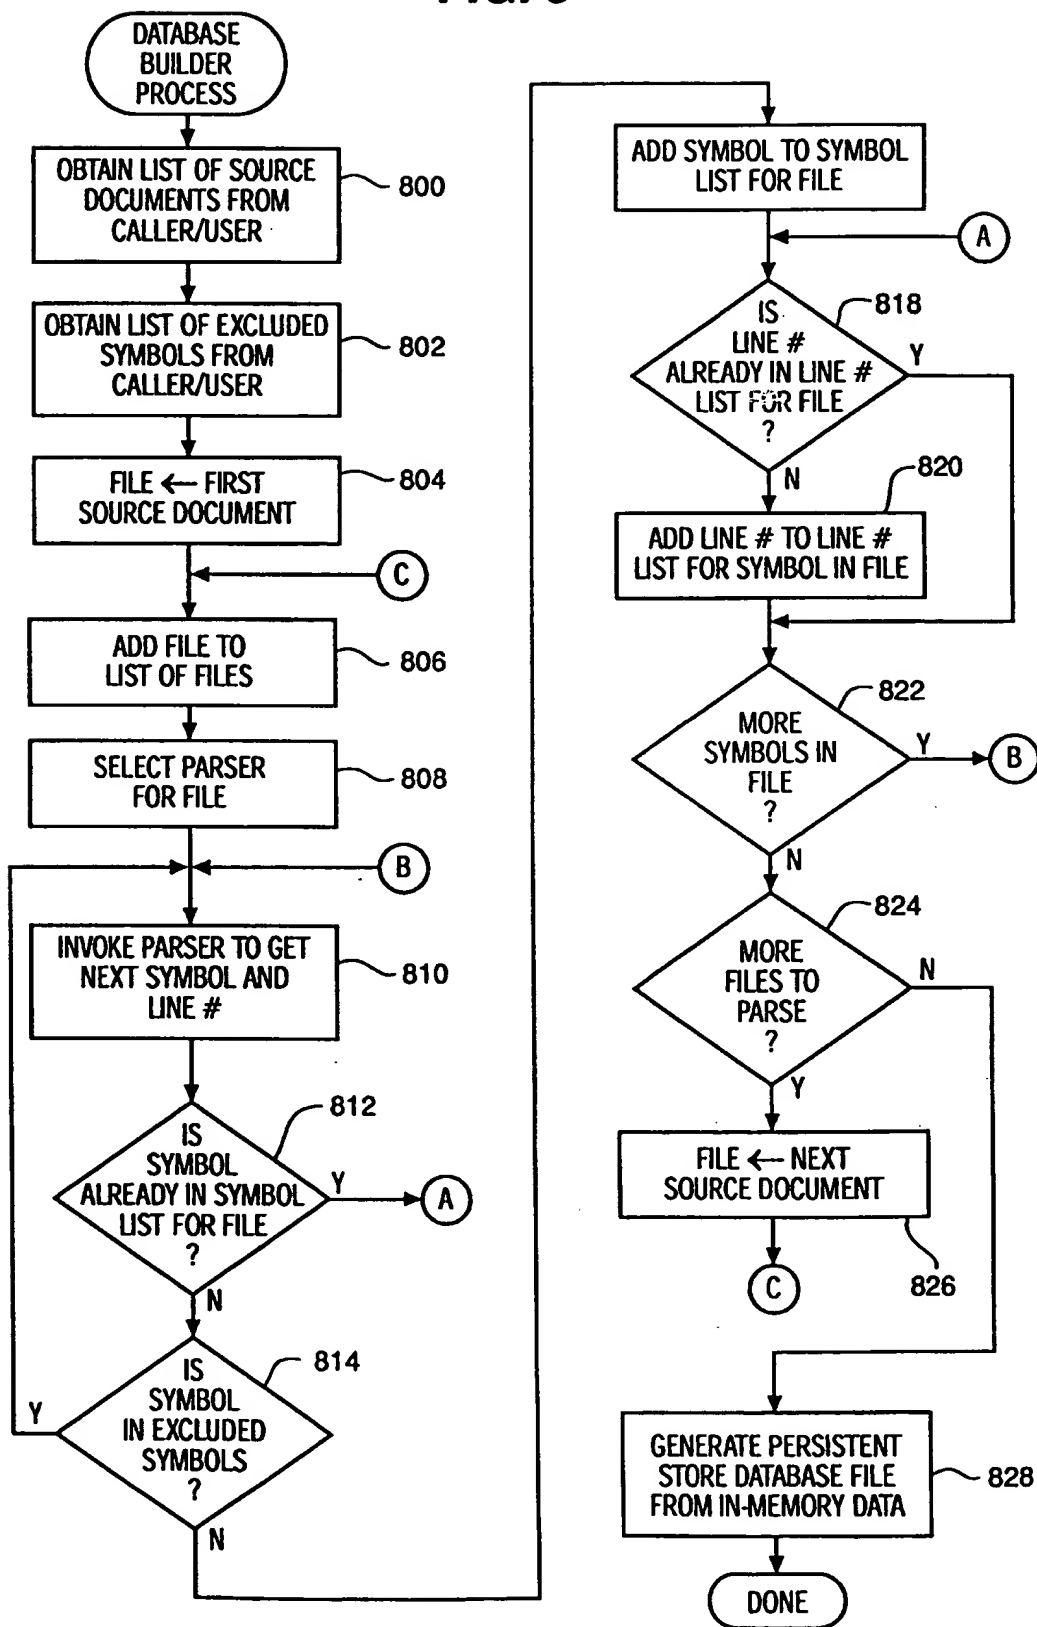 DATABASE
BUILDER
PROCESS
OBTAIN LIST OF SOURCE
DOCUMENTS FROM
CALLER/USER
800
OBTAIN LIST OF EXCLUDED
SYMBOLS FROM
CALLER/USER
802
FILE ← FIRST
SOURCE DOCUMENT
804
C
ADD FILE TO
LIST OF FILES
806
SELECT PARSER
FOR FILE
808
B
INVOKE PARSER TO GET
NEXT SYMBOL AND
LINE #
810
812
IS
SYMBOL
ALREADY IN SYMBOL
LIST FOR FILE
?
Y
A
N
814
IS
SYMBOL
IN EXCLUDED
SYMBOLS
?
Y
N
ADD SYMBOL TO SYMBOL
LIST FOR FILE
A
818
IS
LINE #
ALREADY IN LINE #
LIST FOR FILE
?
Y
N
820
ADD LINE # TO LINE #
LIST FOR SYMBOL IN FILE
822
MORE
SYMBOLS IN
FILE
?
Y
B
N
824
MORE
FILES TO
PARSE
?
N
Y
FILE ← NEXT
SOURCE DOCUMENT
826
C
GENERATE PERSISTENT
STORE DATABASE FILE
FROM IN-MEMORY DATA
828
DONE